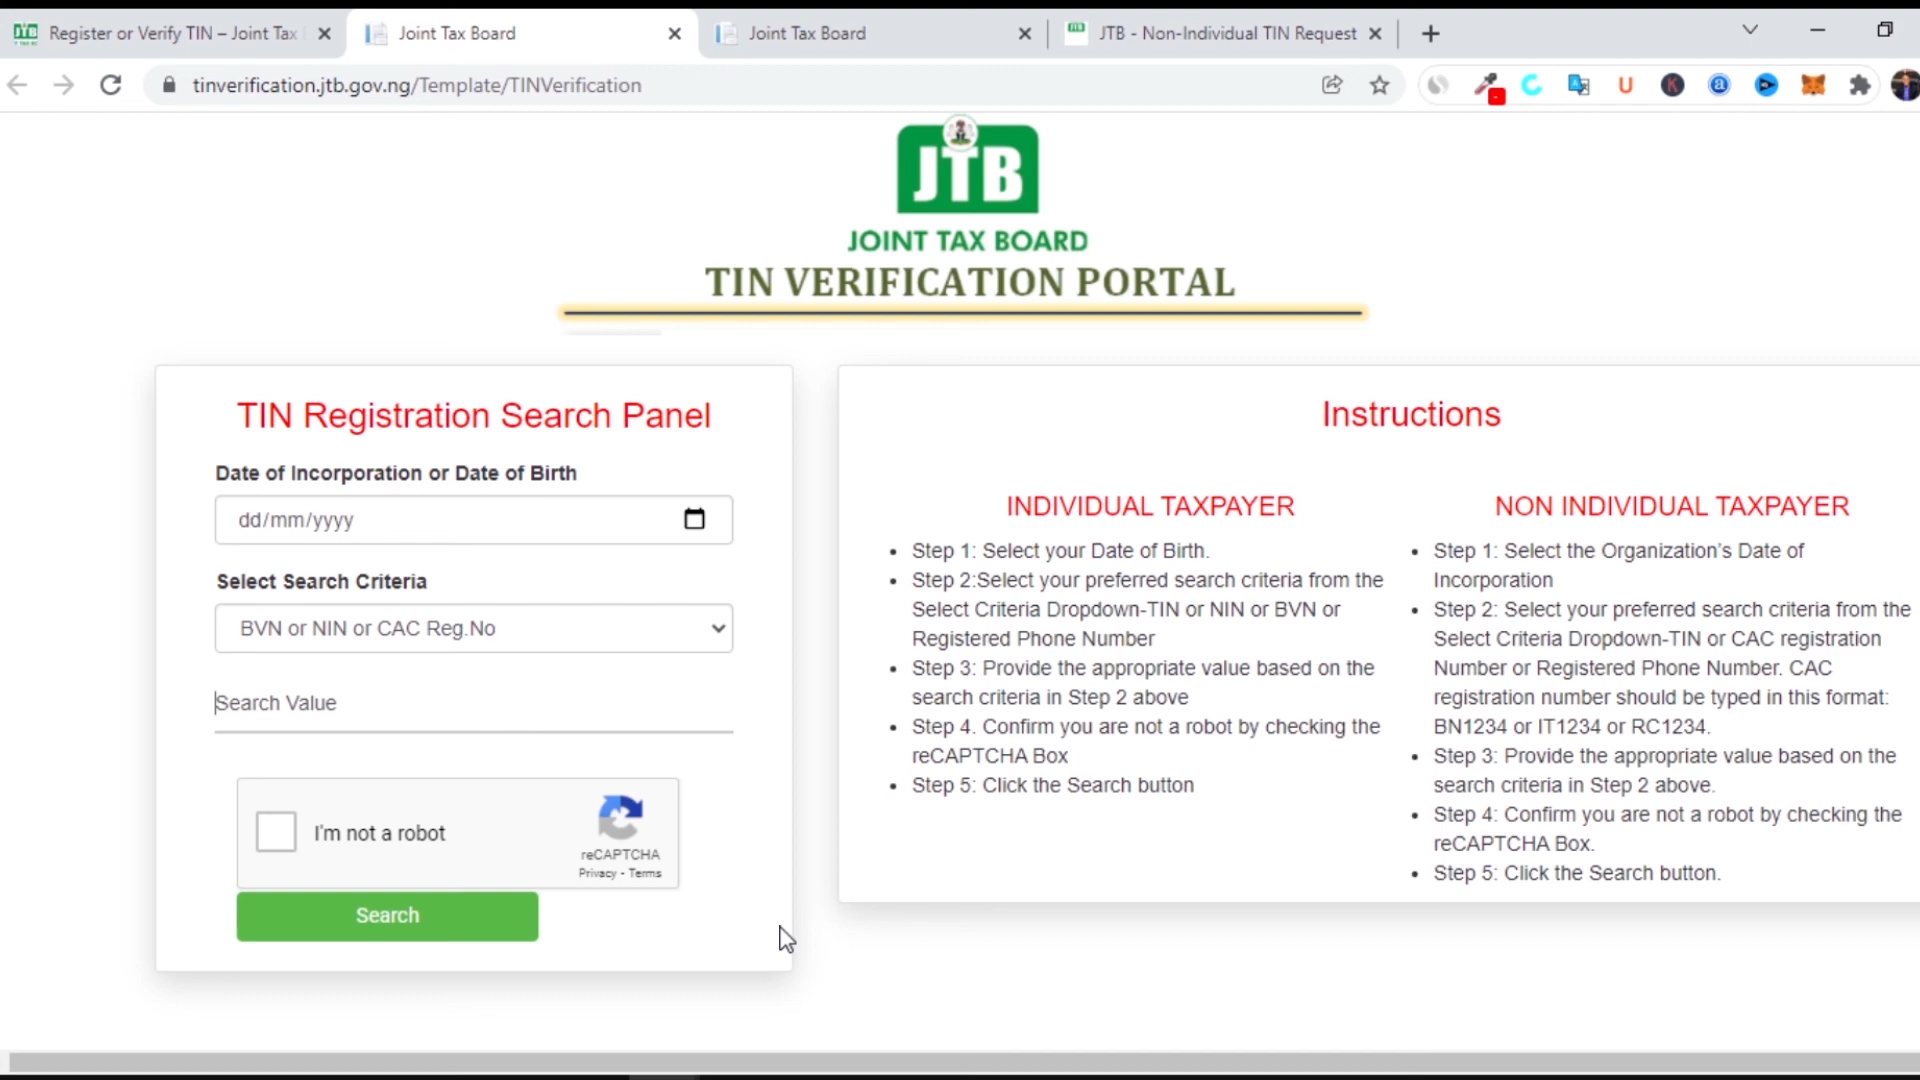 Register or Verify TIN – Joint Tax
Joint Tax Board
Joint Tax Board
JTB - Non-Individual TIN Request
tinverification.jtb.gov.ng/Template/TINVerification
JTB
JOINT TAX BOARD
TIN VERIFICATION PORTAL
TIN Registration Search Panel
Date of Incorporation or Date of Birth
dd/mm/yyyy
Select Search Criteria
BVN or NIN or CAC Reg.No
Search Value
I'm not a robot
reCAPTCHA
Privacy - Terms
Search
Instructions
INDIVIDUAL TAXPAYER
Step 1: Select your Date of Birth.
Step 2:Select your preferred search criteria from the
Select Criteria Dropdown-TIN or NIN or BVN or
Registered Phone Number
Step 3: Provide the appropriate value based on the
search criteria in Step 2 above
Step 4. Confirm you are not a robot by checking the
reCAPTCHA Box
Step 5: Click the Search button
NON INDIVIDUAL TAXPAYER
Step 1: Select the Organization's Date of
Incorporation
Step 2: Select your preferred search criteria from the
Select Criteria Dropdown-TIN or CAC registration
Number or Registered Phone Number. CAC
registration number should be typed in this format:
BN1234 or IT1234 or RC1234.
Step 3: Provide the appropriate value based on the
search criteria in Step 2 above.
Step 4: Confirm you are not a robot by checking the
reCAPTCHA Box.
Step 5: Click the Search button.